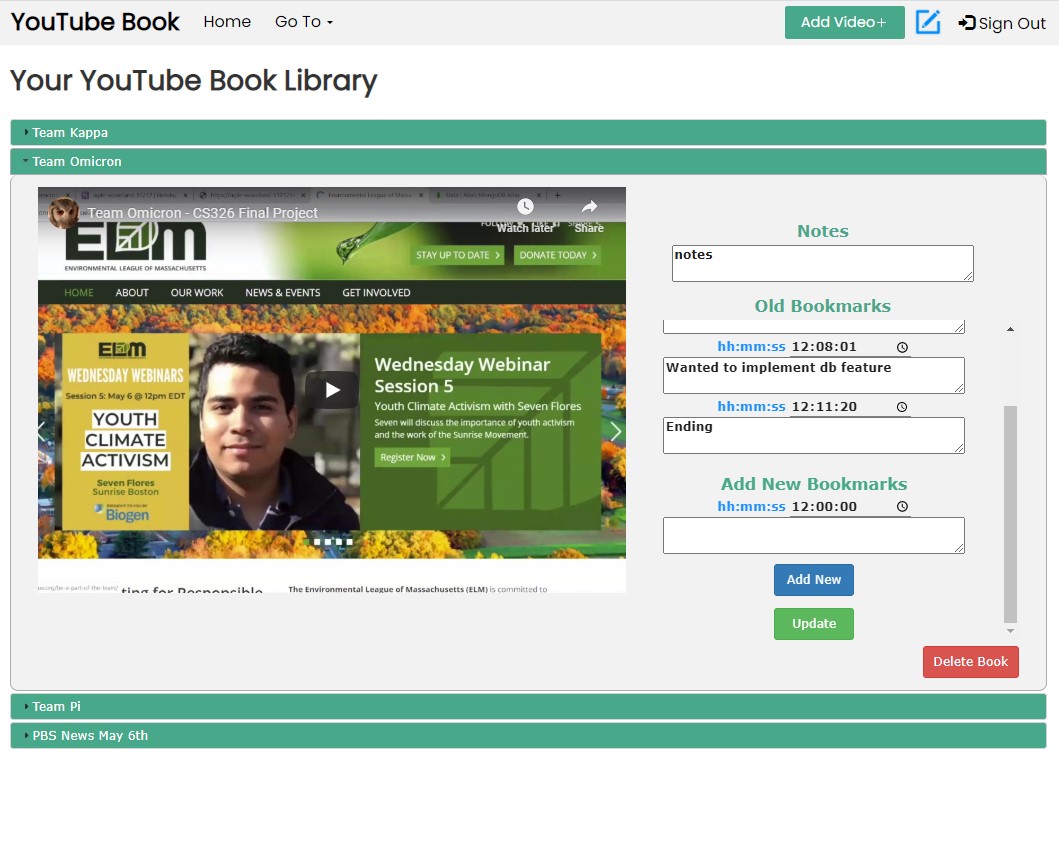 YouTube Book Home Go To Add Video+ Sign Out
Your YouTube Book Library
Team Kappa
Team Omicron
Team Omicron - CS326 Final Project
Watch later Share
ELM
ENVIRONMENTAL LEAGUE OF MASSACHUSETTS
STAY UP TO DATE > DONATE TODAY >
HOME ABOUT OUR WORK NEWS & EVENTS GET INVOLVED
ELM
WEDNESDAY WEBINARS
Session 5: May 6 @ 12pm EDT
YOUTH
CLIMATE
ACTIVISM
Seven Flores
Sunrise Boston
BROUGHT TO YOU BY
Biogen
Wednesday Webinar
Session 5
Youth Climate Activism with Seven Flores
Seven will discuss the importance of youth activism
and the work of the Sunrise Movement.
Register Now >
ting for Responsible
The Environmental League of Massachusetts (ELM) is committed to
Notes
notes
Old Bookmarks
hh:mm:ss 12:08:01
Wanted to implement db feature
hh:mm:ss 12:11:20
Ending
Add New Bookmarks
hh:mm:ss 12:00:00
Add New
Update
Delete Book
Team Pi
PBS News May 6th